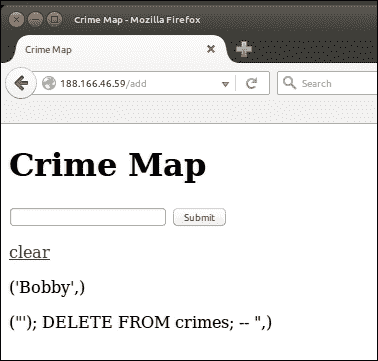 Crime Map - Mozilla Firefox
Crime Map
188.166.46.59/add
Search
Crime Map
Submit
clear
('Bobby',)
("'); DELETE FROM crimes; -- ",)